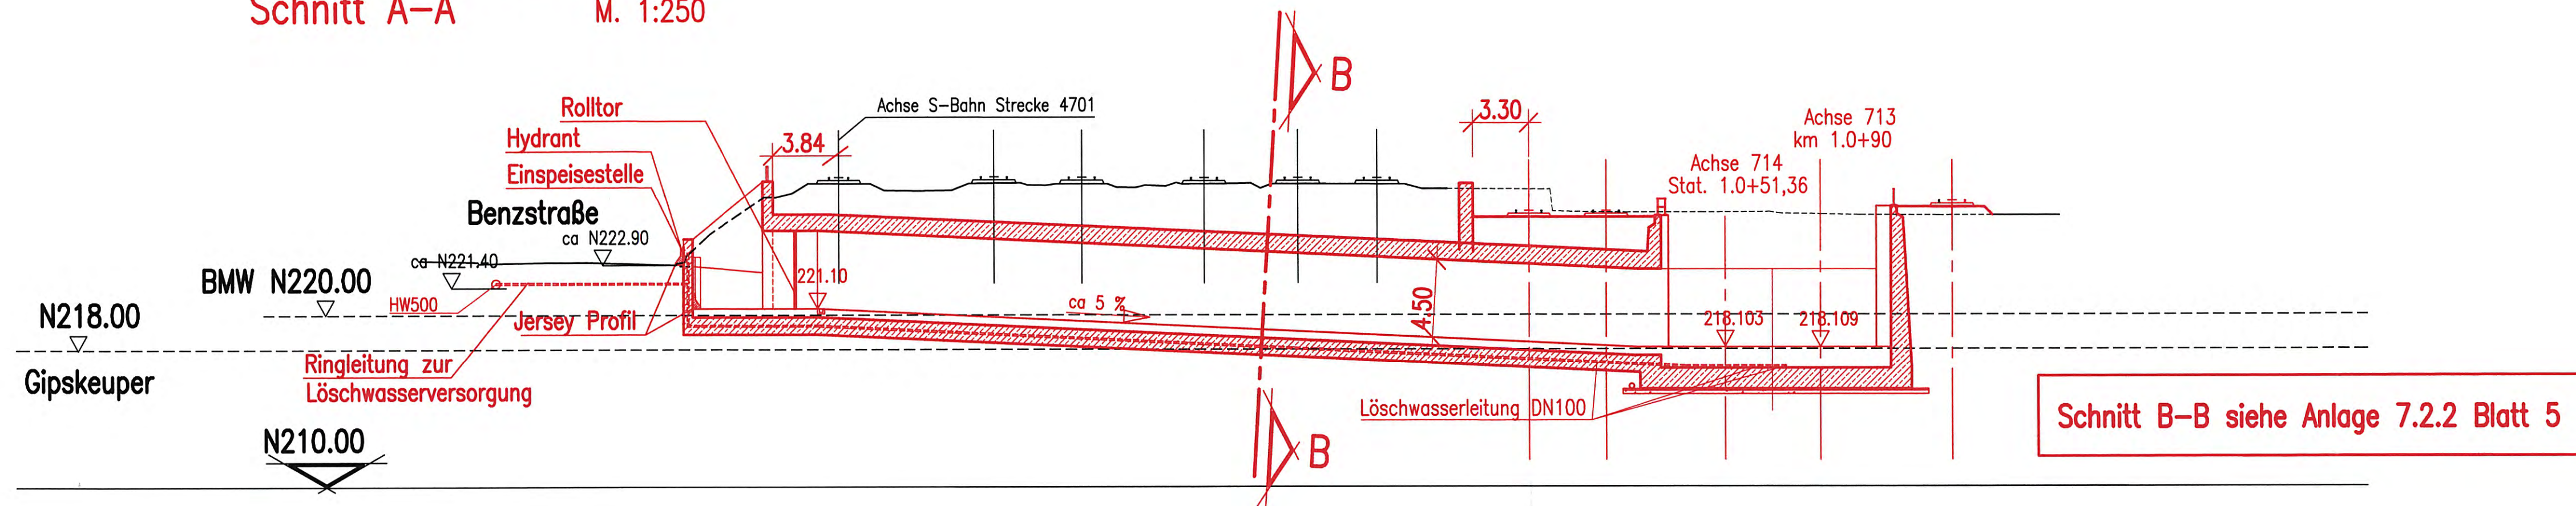 Schnitt A-A M. 1:250
B
Rolltor
Achse S-Bahn Strecke 4701
3.30
Achse 713
km 1.0+90
Hydrant
3.84
Achse 714
Stat. 1.0+51,36
Einspeisestelle
Benzstraße
ca N222.90
ca N221.40
BMW N220.00
221.10
HW500
ca 5 %
4.50
N218.00
Jersey Profil
218.103
218.109
Ringleitung zur
Löschwasserversorgung
Gipskeuper
Löschwasserleitung DN100
Schnitt B-B siehe Anlage 7.2.2 Blatt 5
N210.00
B